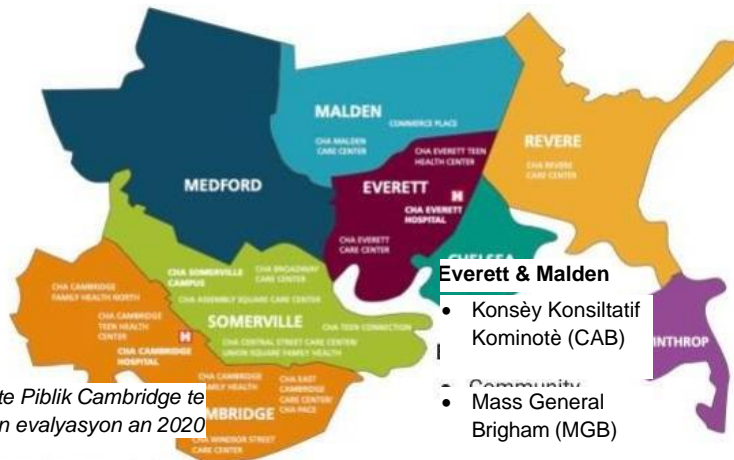 MALDEN
COMMERCE PLACE
CHA MALDEN
CARE CENTER
REVERE
CHA REVERE
CARE CENTER
MEDFORD
CHA EVERETT TEEN
HEALTH CENTER
EVERETT
H
CHA EVERETT
HOSPITAL
CHA EVERETT
CARE CENTER
CHELSEA
Everett & Malden
• Konsèy Konsiltatif
Kominotè (CAB)
• Community
• Mass General
Brigham (MGB)
INTHROP
CHA SOMERVILLE
CAMPUS
CHA BROADWAY
CARE CENTER
CHA ASSEMBLY SQUARE CARE CENTER
SOMERVILLE
CHA TEEN CONNECTION
CHA CENTRAL STREET CARE CENTER/
UNION SQUARE FAMILY HEALTH
CHA CAMBRIDGE
FAMILY HEALTH NORTH
CHA CAMBRIDGE
TEEN HEALTH
CENTER
H
CHA CAMBRIDGE
HOSPITAL
CHA CAMBRIDGE
FAMILY HEALTH
CHA EAST
CAMBRIDGE
CARE CENTER/
CHA PACE
MBRIDGE
CHA WINDSOR STREET
CARE CENTER
te Piblik Cambridge te
n evalyasyon an 2020